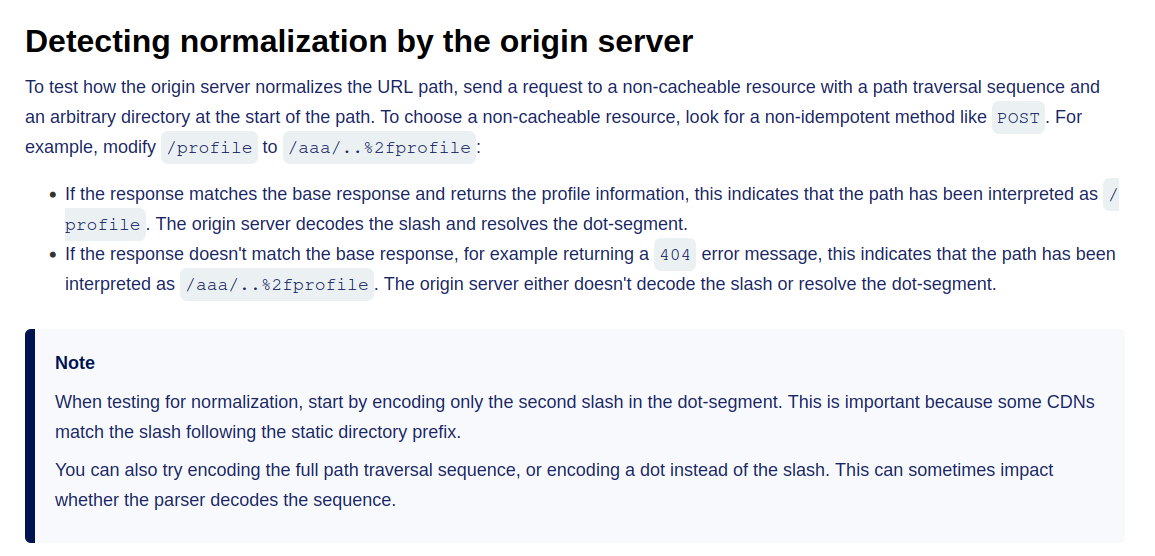 Detecting normalization by the origin server
To test how the origin server normalizes the URL path, send a request to a non-cacheable resource with a path traversal sequence and
an arbitrary directory at the start of the path. To choose a non-cacheable resource, look for a non-idempotent method like POST. For
example, modify /profile to /aaa/..%2fprofile:
• If the response matches the base response and returns the profile information, this indicates that the path has been interpreted as /
profile. The origin server decodes the slash and resolves the dot-segment.
• If the response doesn't match the base response, for example returning a 404 error message, this indicates that the path has been
interpreted as /aaa/..%2fprofile. The origin server either doesn't decode the slash or resolve the dot-segment.
Note
When testing for normalization, start by encoding only the second slash in the dot-segment. This is important because some CDNs
match the slash following the static directory prefix.
You can also try encoding the full path traversal sequence, or encoding a dot instead of the slash. This can sometimes impact
whether the parser decodes the sequence.